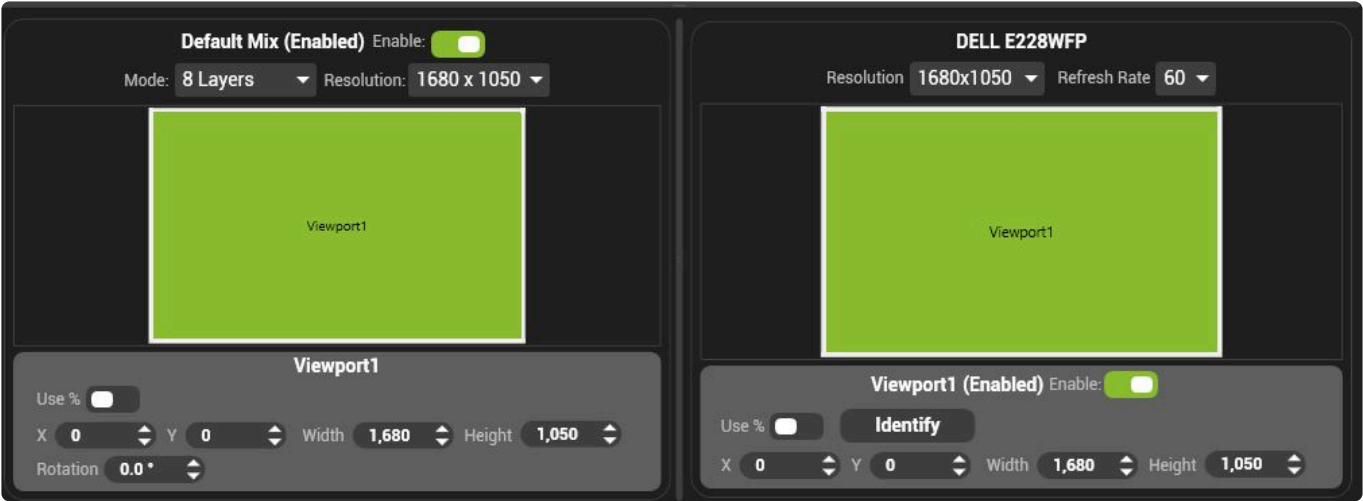 Default Mix (Enabled) Enable:
Mode: 8 Layers Resolution: 1680 x 1050
Viewport1
Viewport1
Use %
X 0 Y 0 Width 1,680 Height 1,050
Rotation 0.0 °
DELL E228WFP
Resolution 1680x1050 Refresh Rate 60
Viewport1
Viewport1 (Enabled) Enable:
Use % Identify
X 0 Y 0 Width 1,680 Height 1,050